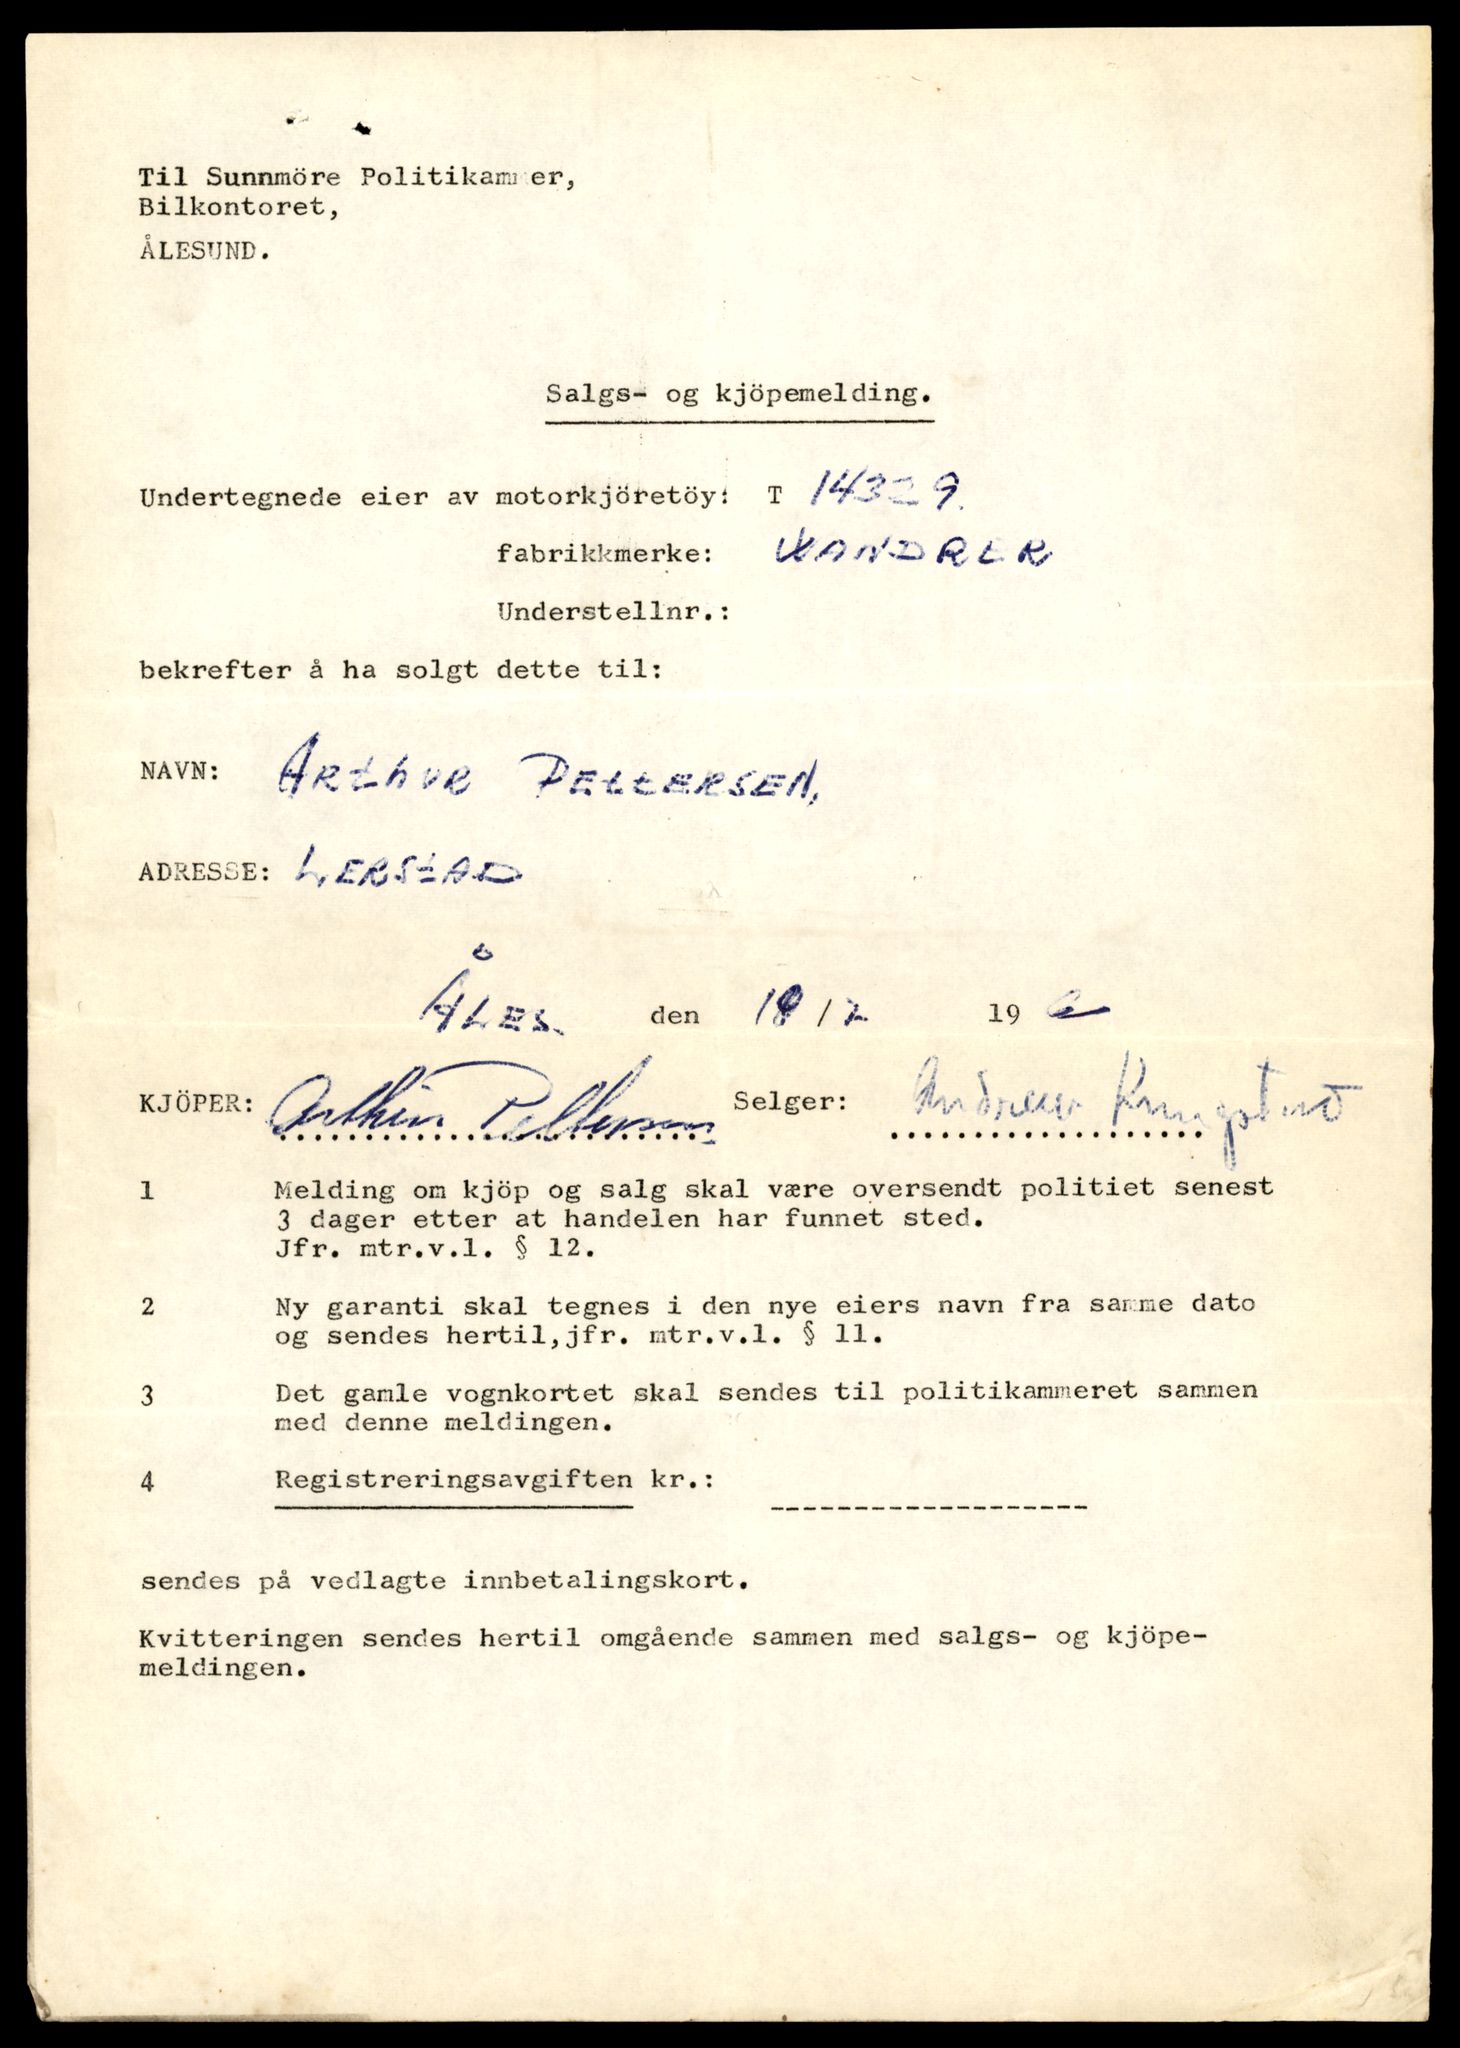 Til Sunnmöre Politikammer,
Bilkontoret,
ÅLESUND.
Salgs- og kjöpemelding.
Undertegnede eier av motorkjöretöy: T 14329.
fabrikkmerke: WANDRER
Understellnr.:
bekrefter å ha solgt dette til:
NAVN: ARTHUR PETTERSEN,
ADRESSE: LERSTAD
ÅLES. den 18/2 19
KJÖPER: Arthur Pettersen Selger: Andreas
1 Melding om kjöp og salg skal være oversendt politiet senest
3 dager etter at handelen har funnet sted.
Jfr. mtr.v.l. § 12.
2 Ny garanti skal tegnes i den nye eiers navn fra samme dato
og sendes hertil,jfr. mtr.v.l. § 11.
3 Det gamle vognkortet skal sendes til politikammeret sammen
med denne meldingen.
4 Registreringsavgiften kr.:
sendes på vedlagte innbetalingskort.
Kvitteringen sendes hertil omgående sammen med salgs- og kjöpe-
meldingen.